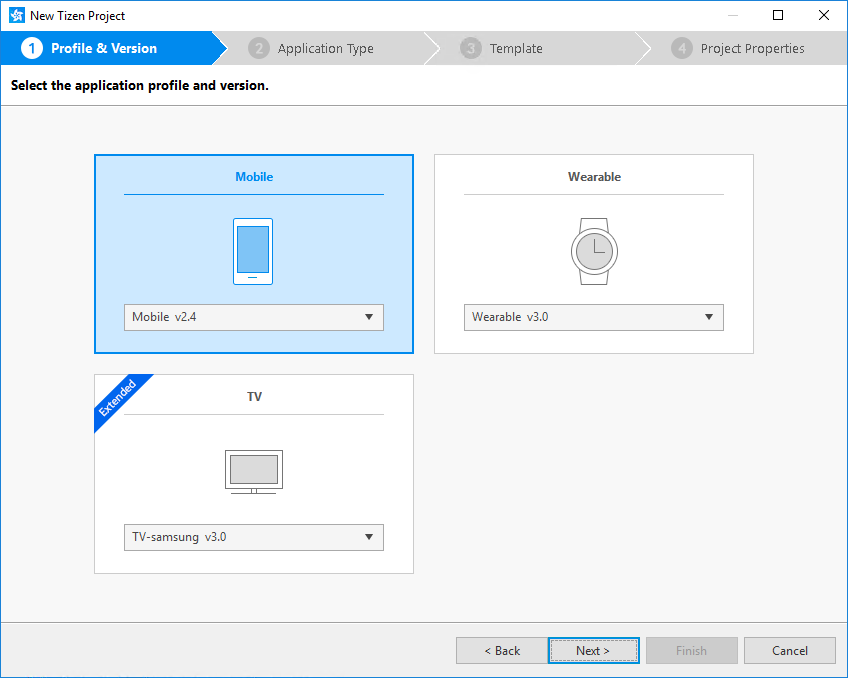 New Tizen Project
1 Profile & Version
2 Application Type
3 Template
4 Project Properties
Select the application profile and version.
Mobile
Mobile v2.4
Wearable
Wearable v3.0
Extended
TV
TV-samsung v3.0
< Back
Next >
Finish
Cancel